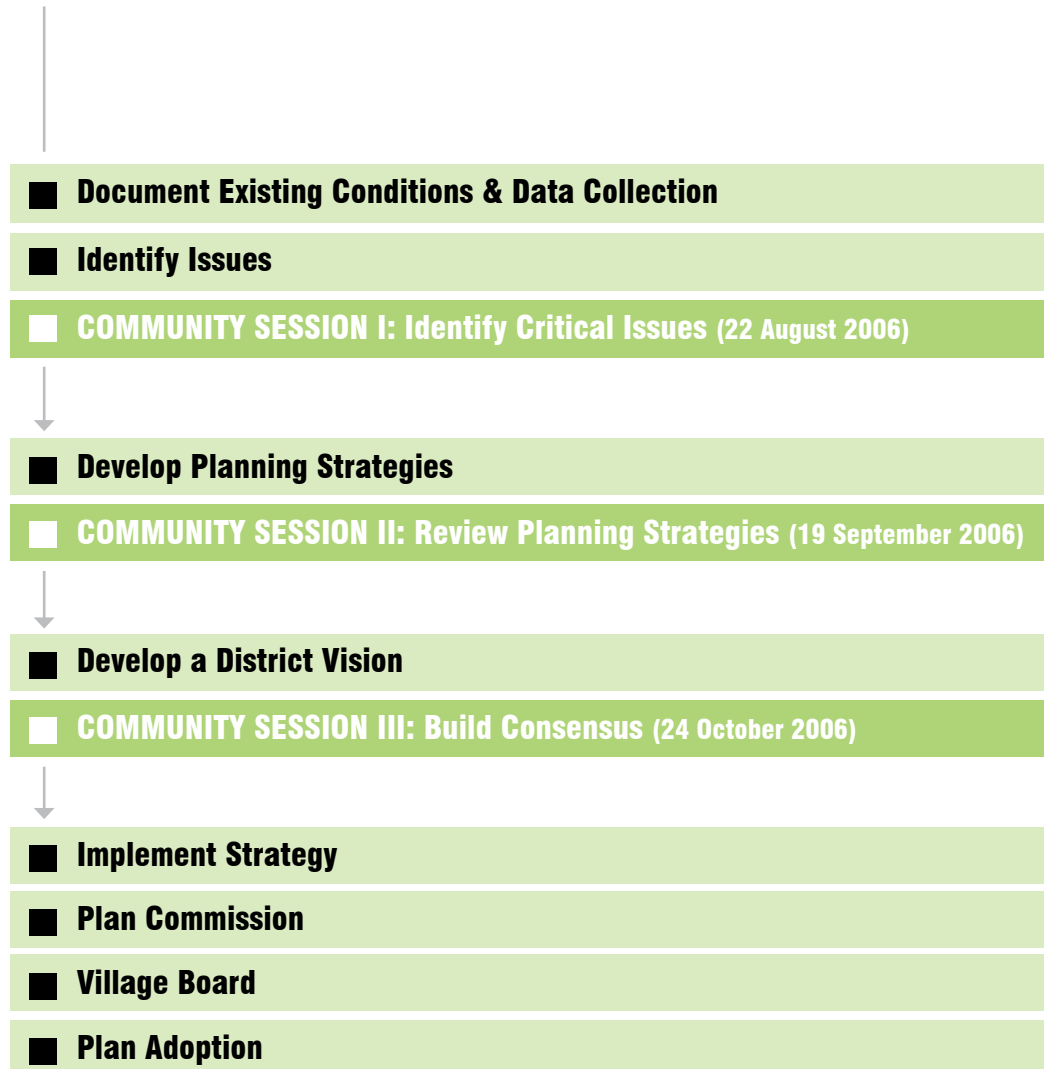 Document Existing Conditions & Data Collection
Identify Issues
COMMUNITY SESSION I: Identify Critical Issues (22 August 2006)
Develop Planning Strategies
COMMUNITY SESSION II: Review Planning Strategies (19 September 2006)
Develop a District Vision
COMMUNITY SESSION III: Build Consensus (24 October 2006)
Implement Strategy
Plan Commission
Village Board
Plan Adoption